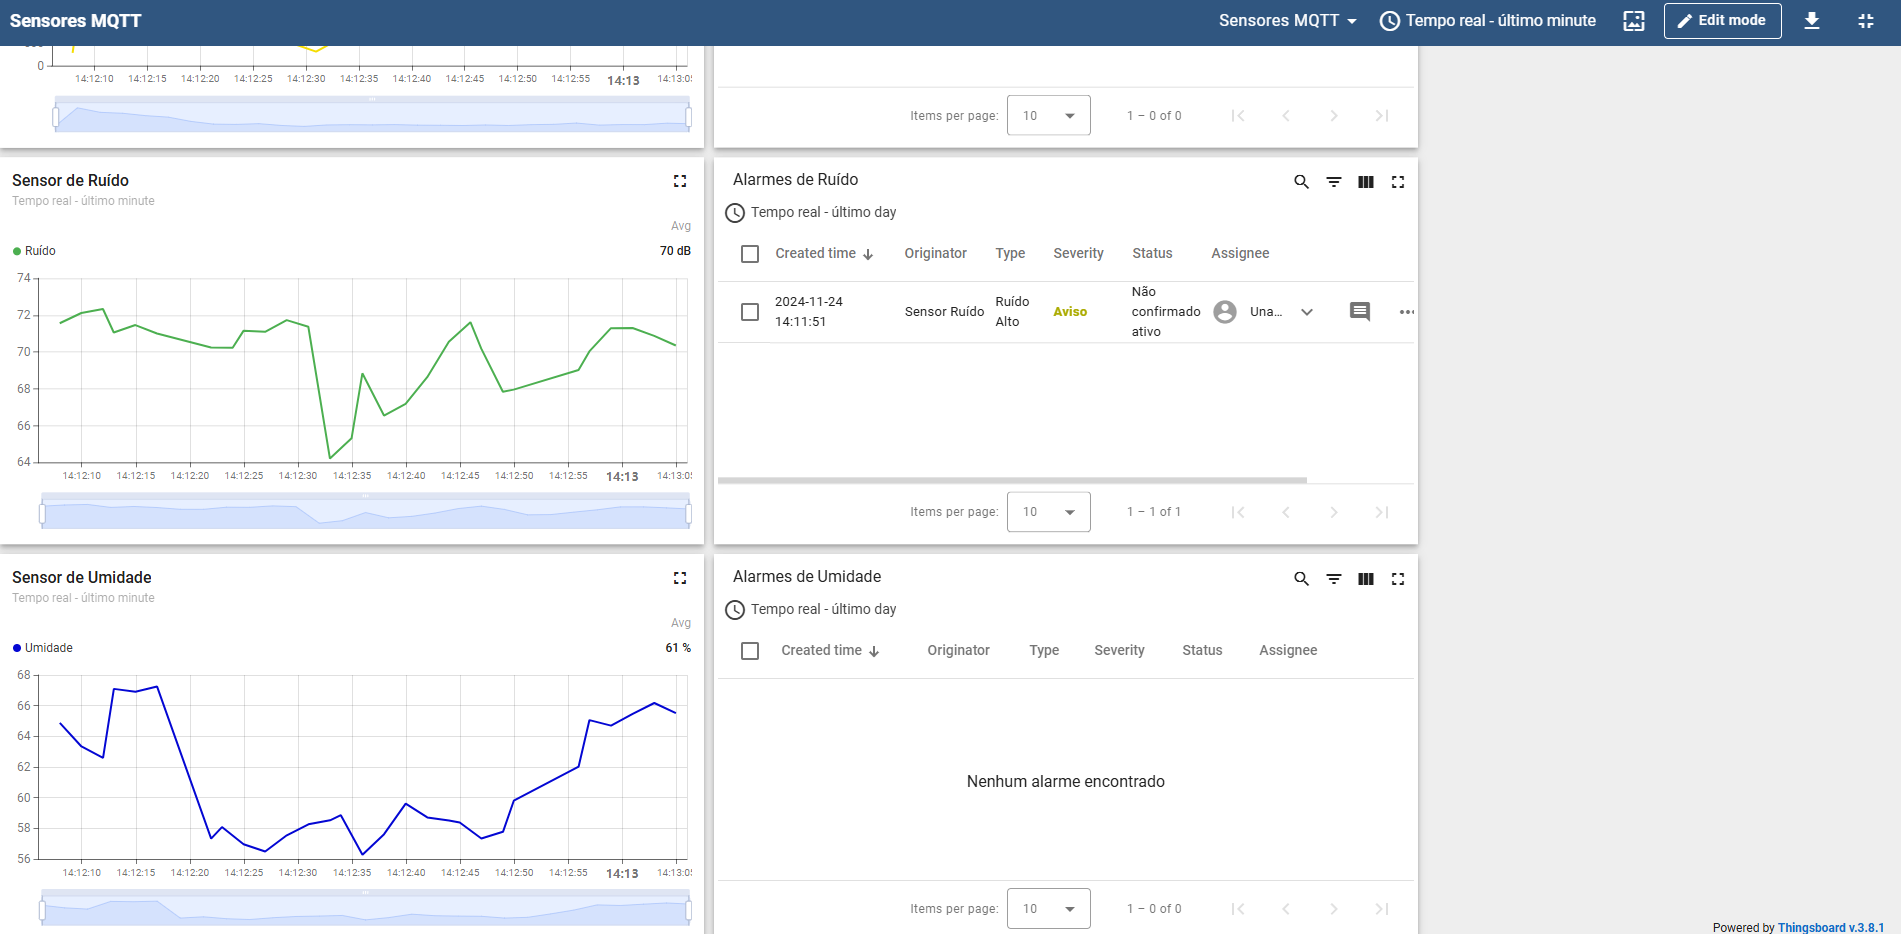 Sensores MQTT
Sensores MQTT
Tempo real - último minute
Edit mode
0
14:12:10 14:12:15 14:12:20 14:12:25 14:12:30 14:12:35 14:12:40 14:12:45 14:12:50 14:12:55 14:13 14:13:05
Items per page: 10 1 – 0 of 0
Sensor de Ruído
Tempo real - último minute
Avg
Ruído 70 dB
74
72
70
68
66
64
14:12:10 14:12:15 14:12:20 14:12:25 14:12:30 14:12:35 14:12:40 14:12:45 14:12:50 14:12:55 14:13 14:13:05
Alarmes de Ruído
Tempo real - último day
Created time Originator Type Severity Status Assignee
2024-11-24
14:11:51
Sensor Ruído
Ruído
Alto
Aviso
Não
confirmado
ativo
Una...
Items per page: 10 1 – 1 of 1
Sensor de Umidade
Tempo real - último minute
Avg
Umidade 61 %
68
66
64
62
60
58
56
14:12:10 14:12:15 14:12:20 14:12:25 14:12:30 14:12:35 14:12:40 14:12:45 14:12:50 14:12:55 14:13 14:13:05
Alarmes de Umidade
Tempo real - último day
Created time Originator Type Severity Status Assignee
Nenhum alarme encontrado
Items per page: 10 1 – 0 of 0
Powered by Thingsboard v.3.8.1